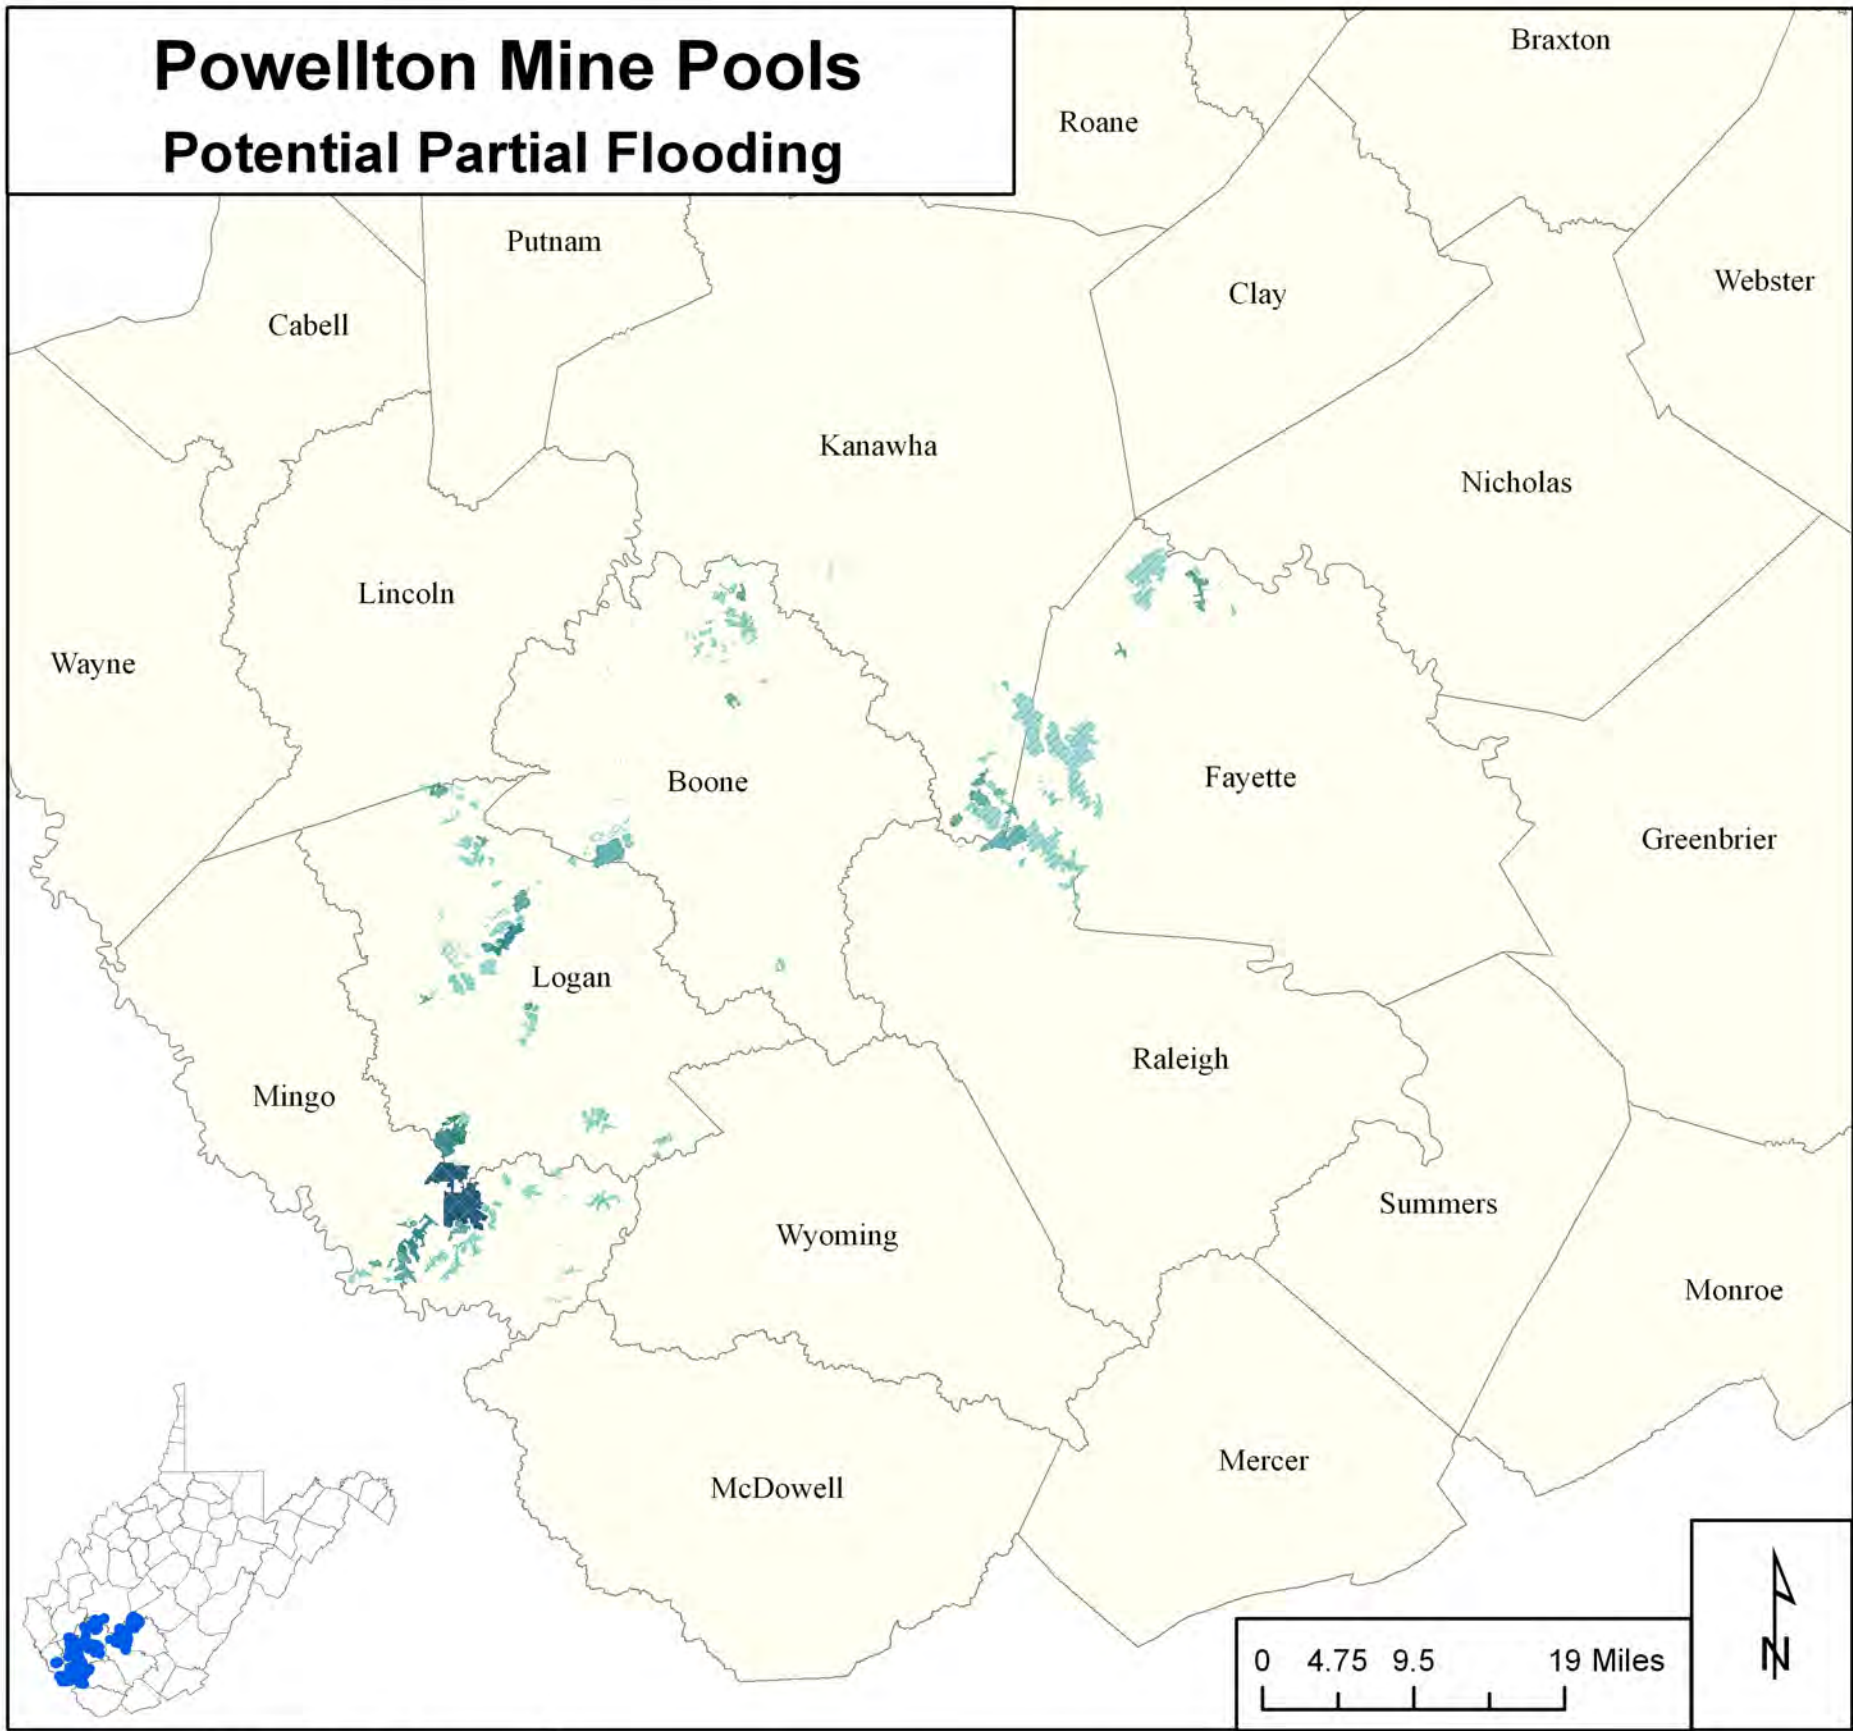 Powellton Mine Pools
Potential Partial Flooding
Braxton
Roane
Putnam
Webster
Clay
Cabell
Kanawha
Nicholas
Lincoln
Wayne
Boone
Fayette
Greenbrier
Logan
Raleigh
Mingo
Summers
Wyoming
Monroe
Mercer
McDowell
0 4.75 9.5 19 Miles
N